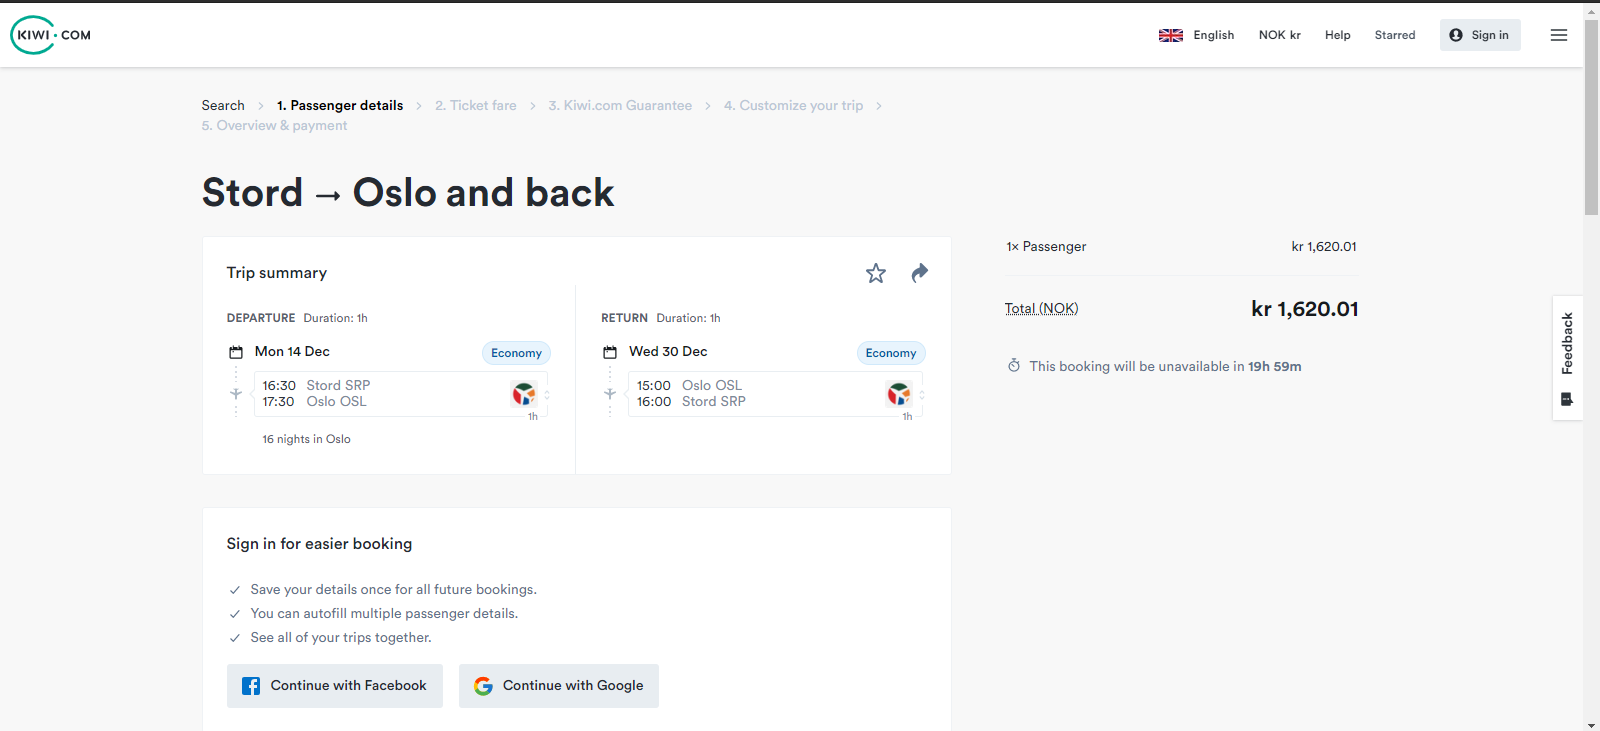 KIWI.COM
English
NOK kr
Help
Starred
Sign in
Search > 1. Passenger details > 2. Ticket fare > 3. Kiwi.com Guarantee > 4. Customize your trip >
5. Overview & payment
Stord → Oslo and back
Trip summary
DEPARTURE Duration: 1h
Mon 14 Dec
Economy
16:30 Stord SRP
17:30 Oslo OSL
1h
16 nights in Oslo
RETURN Duration: 1h
Wed 30 Dec
Economy
15:00 Oslo OSL
16:00 Stord SRP
1h
1× Passenger kr 1,620.01
Total (NOK) kr 1,620.01
This booking will be unavailable in 19h 59m
Feedback
Sign in for easier booking
Save your details once for all future bookings.
You can autofill multiple passenger details.
See all of your trips together.
Continue with Facebook
Continue with Google